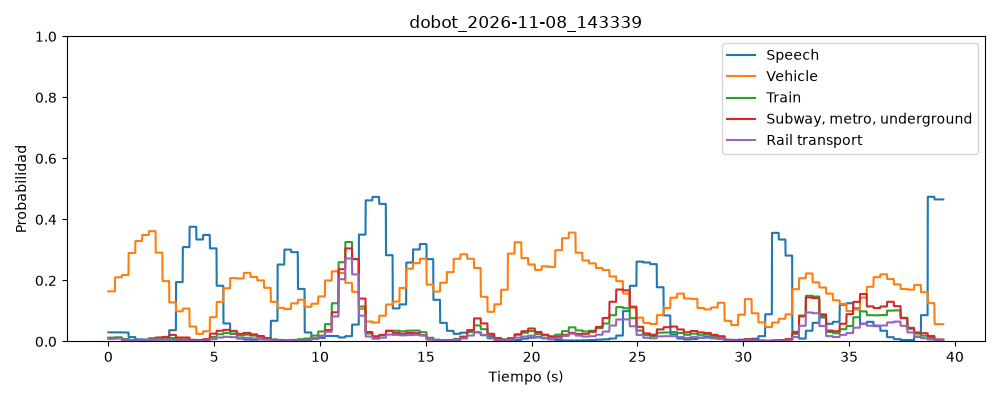 dobot_2026-11-08_143339
1.0
0.8
0.6
0.4
0.2
0.0
Probabilidad
Speech
Vehicle
Train
Subway, metro, underground
Rail transport
0 5 10 15 20 25 30 35 40
Tiempo (s)